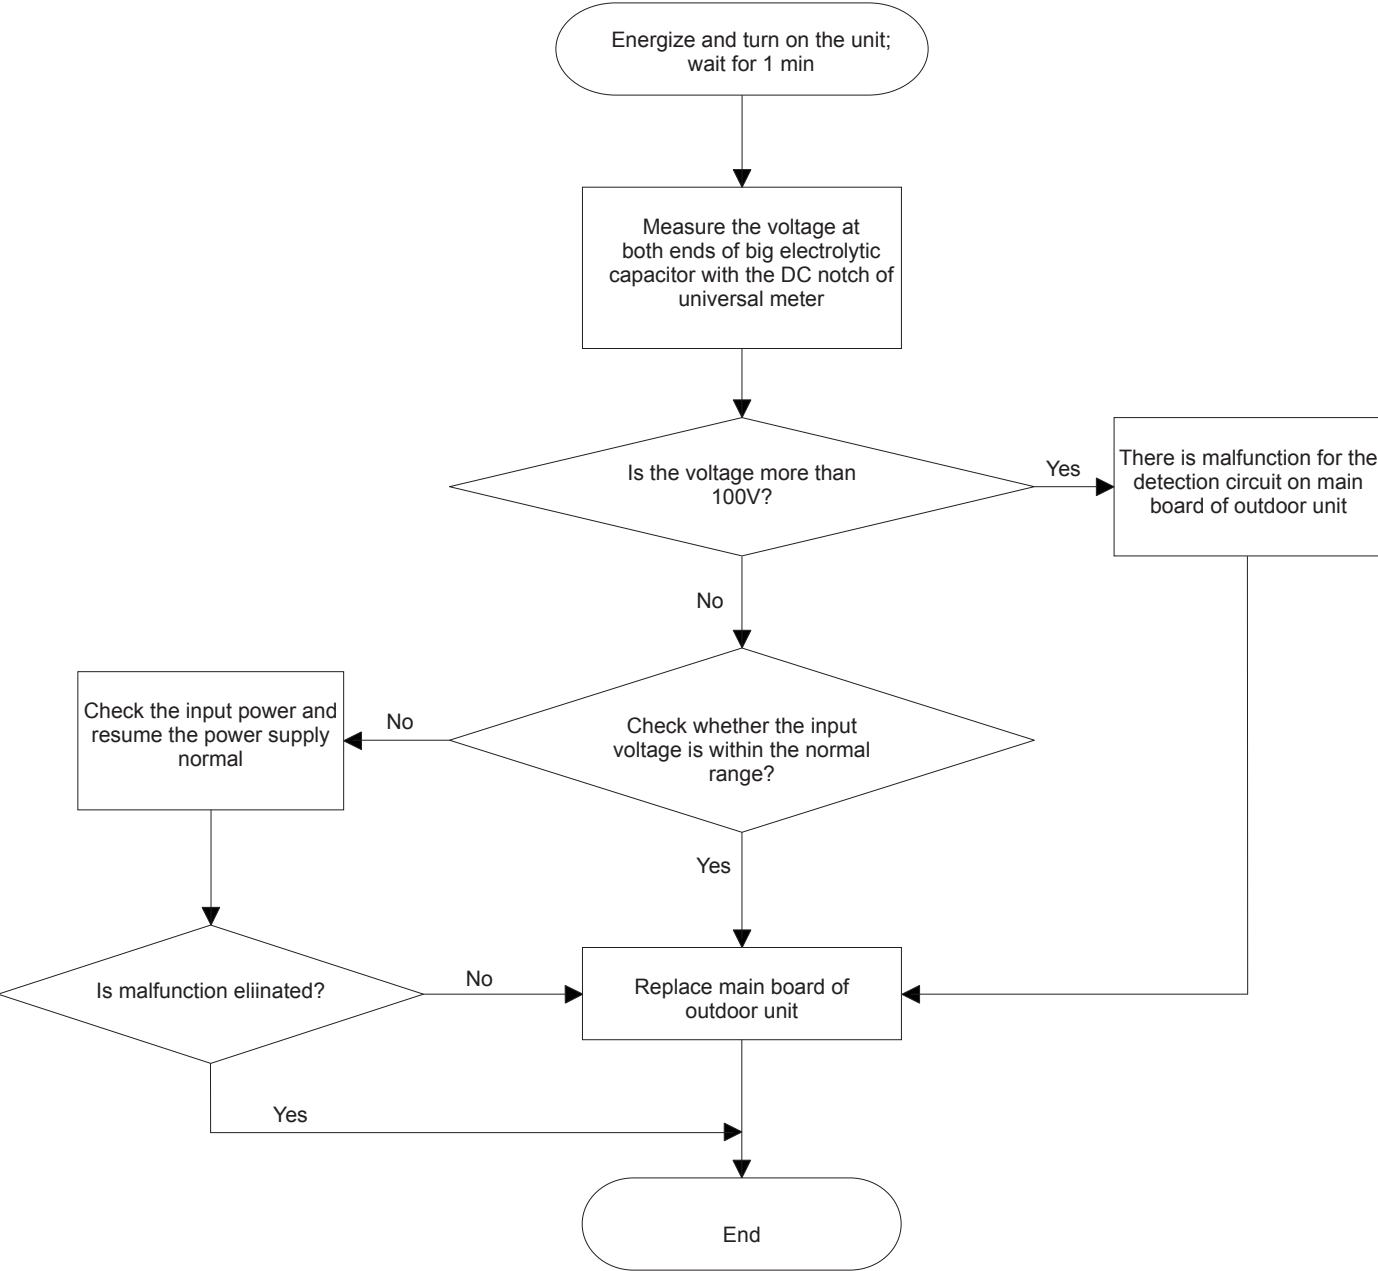 Energize and turn on the unit;
wait for 1 min
Measure the voltage at
both ends of big electrolytic
capacitor with the DC notch of
universal meter
Is the voltage more than
100V?
Yes
There is malfunction for the
detection circuit on main
board of outdoor unit
No
Check whether the input
voltage is within the normal
range?
No
Check the input power and
resume the power supply
normal
Yes
Is malfunction eliinated?
No
Replace main board of
outdoor unit
Yes
End